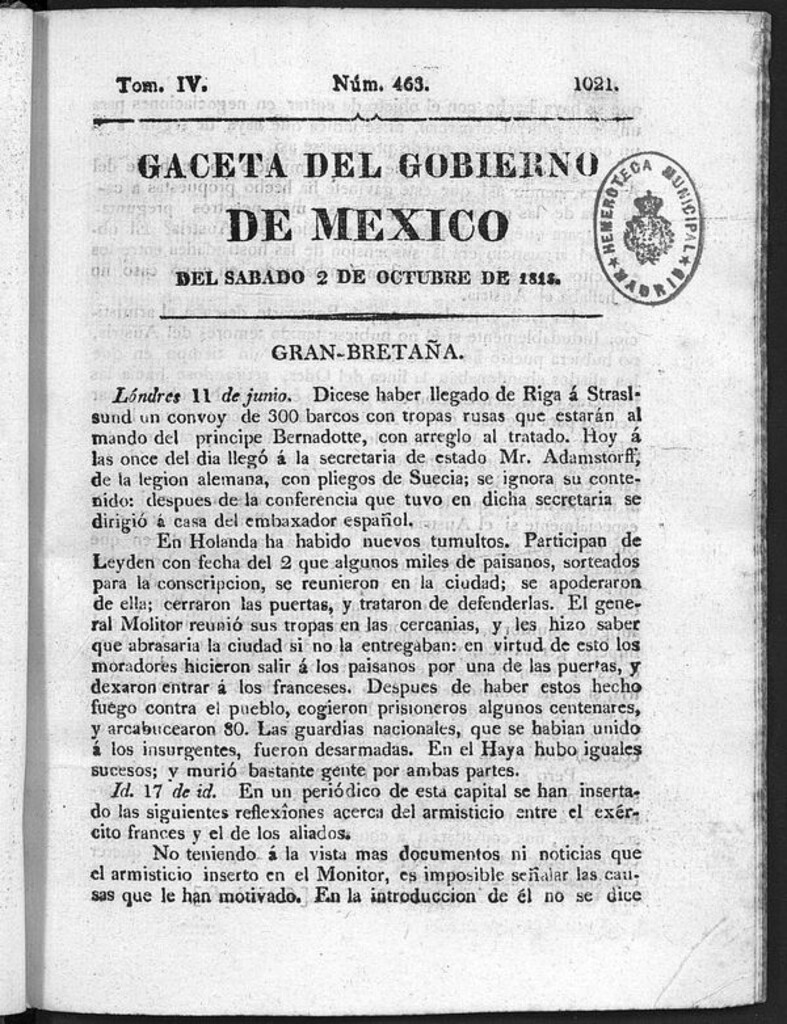 Tom. IV. Núm. 463. 1021.
GACETA DEL GOBIERNO
DE MEXICO
DEL SABADO 2 DE OCTUBRE DE 1813.
HEMEROTECA MUNICIPAL
★ MADRID ★
GRAN-BRETAÑA.
Lóndres 11 de junio. Dicese haber llegado de Riga á Stral-
sund un convoy de 300 barcos con tropas rusas que estarán al
mando del principe Bernadotte, con arreglo al tratado. Hoy á
las once del dia llegó á la secretaria de estado Mr. Adamstorff,
de la legion alemana, con pliegos de Suecia; se ignora su conte-
nido: despues de la conferencia que tuvo en dicha secretaria se
dirigió á casa del embaxador español.
En Holanda ha habido nuevos tumultos. Participan de
Leyden con fecha del 2 que algunos miles de paisanos, sorteados
para la conscripcion, se reunieron en la ciudad; se apoderaron
de ella; cerraron las puertas, y trataron de defenderlas. El gene-
ral Molitor reunió sus tropas en las cercanias, y les hizo saber
que abrasaria la ciudad si no la entregaban: en virtud de esto los
moradores hicieron salir á los paisanos por una de las puertas, y
dexaron entrar á los franceses. Despues de haber estos hecho
fuego contra el pueblo, cogieron prisioneros algunos centenares,
y arcabucearon 80. Las guardias nacionales, que se habian unido
á los insurgentes, fueron desarmadas. En el Haya hubo iguales
sucesos; y murió bastante gente por ambas partes.
Id. 17 de id. En un periódico de esta capital se han inserta-
do las siguientes reflexîones acerca del armisticio entre el exér-
cito frances y el de los aliados.
No teniendo á la vista mas documentos ni noticias que
el armisticio inserto en el Monitor, es imposible señalar las cau-
sas que le han motivado. En la introduccion de él no se dice